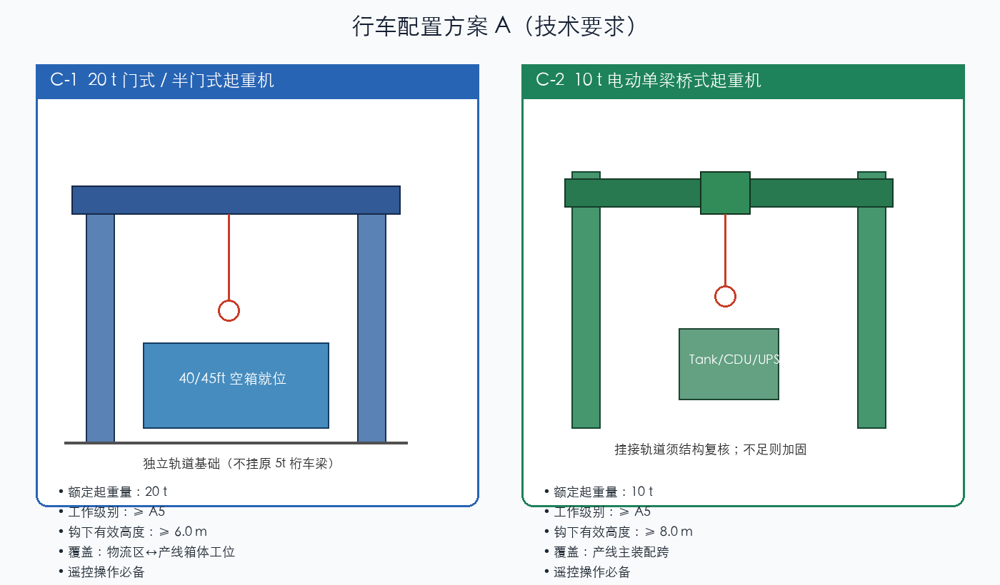 行车配置方案 A（技术要求）
C-1 20 t 门式 / 半门式起重机
40/45ft 空箱就位
独立轨道基础（不挂原 5t 桁车梁）
• 额定起重量：20 t
• 工作级别：≥ A5
• 钩下有效高度：≥ 6.0 m
• 覆盖：物流区↔产线箱体工位
• 遥控操作必备
C-2 10 t 电动单梁桥式起重机
Tank/CDU/UPS
挂接轨道须结构复核；不足则加固
• 额定起重量：10 t
• 工作级别：≥ A5
• 钩下有效高度：≥ 8.0 m
• 覆盖：产线主装配跨
• 遥控操作必备